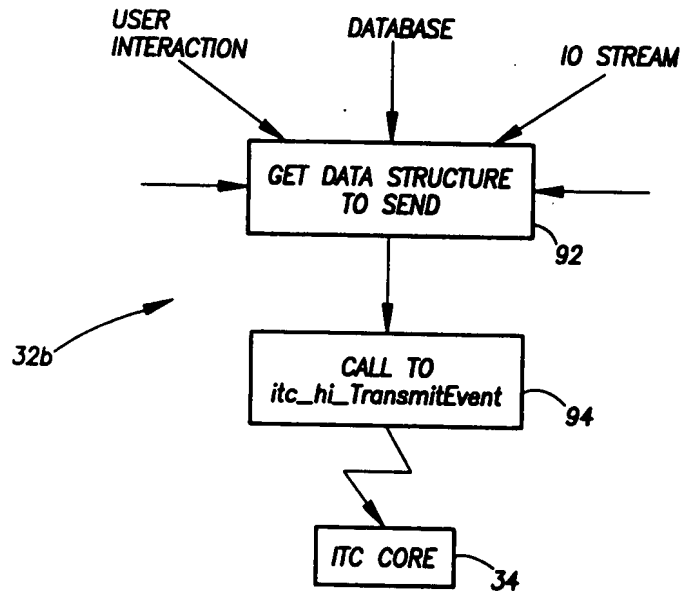 USER
INTERACTION
DATABASE
IO STREAM
GET DATA STRUCTURE
TO SEND
92
32b
CALL TO
itc_hi_TransmitEvent
94
ITC CORE
34